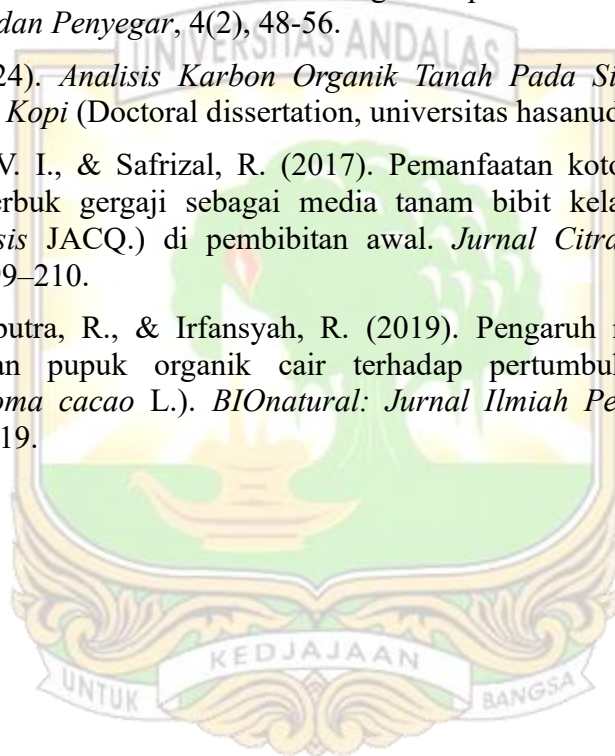 dan Penyegar, 4(2), 48-56.
UNIVERSITAS ANDALAS
24). Analisis Karbon Organik Tanah Pada Si
Kopi (Doctoral dissertation, universitas hasanud
V. I., & Safrizal, R. (2017). Pemanfaatan koto
erbuk gergaji sebagai media tanam bibit kela
sis JACQ.) di pembibitan awal. Jurnal Citra
99–210.
putra, R., & Irfansyah, R. (2019). Pengaruh
an pupuk organik cair terhadap pertumbul
oma cacao L.). BIOnatural: Jurnal Ilmiah Pe
19.
KEDJAJAAN
UNTUK BANGSA